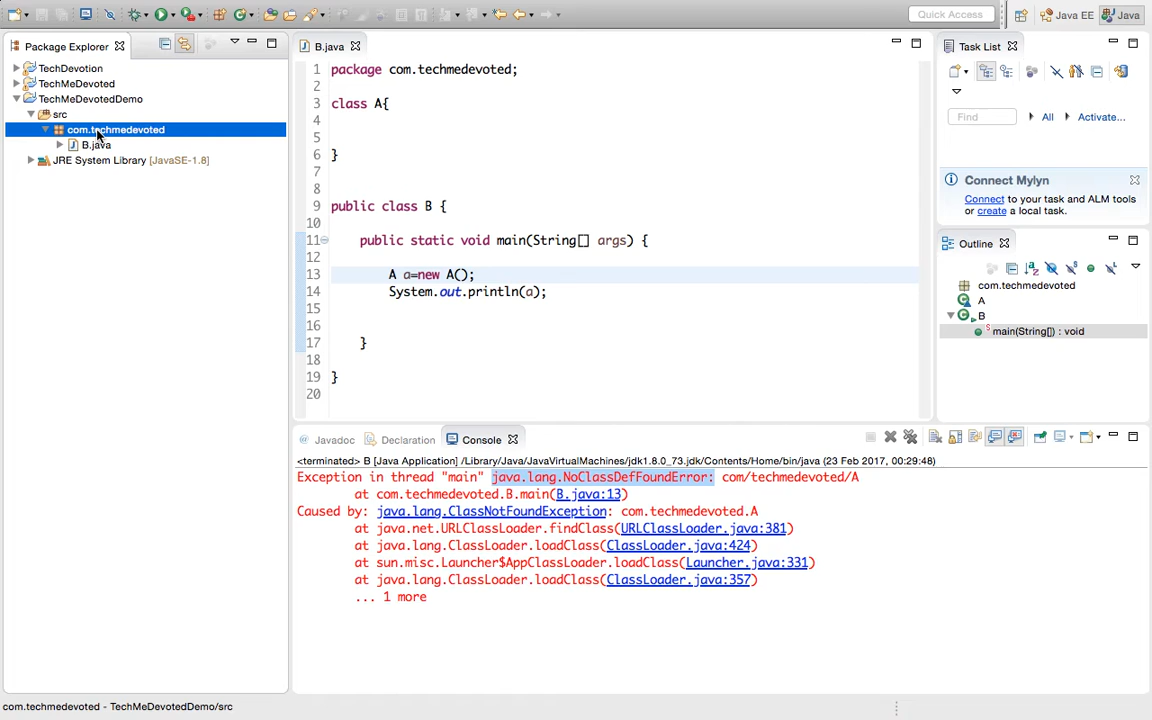 Quick Access
Java EE
Java
Package Explorer
TechDevotion
TechMeDevoted
TechMeDevotedDemo
src
com.techmedevoted
B.java
JRE System Library [JavaSE-1.8]
B.java
1 package com.techmedevoted;
2
3 class A{
4
5
6 }
7
8
9 public class B {
10
11 public static void main(String[] args) {
12
13 A a=new A();
14 System.out.println(a);
15
16
17 }
18
19 }
20
Task List
Find
All
Activate...
Connect Mylyn
Connect to your task and ALM tools
or create a local task.
Outline
com.techmedevoted
A
B
main(String[]) : void
Javadoc
Declaration
Console
<terminated> B [Java Application] /Library/Java/JavaVirtualMachines/jdk1.8.0_73.jdk/Contents/Home/bin/java (23 Feb 2017, 00:29:48)
Exception in thread "main" java.lang.NoClassDefFoundError: com/techmedevoted/A
at com.techmedevoted.B.main(B.java:13)
Caused by: java.lang.ClassNotFoundException: com.techmedevoted.A
at java.net.URLClassLoader.findClass(URLClassLoader.java:381)
at java.lang.ClassLoader.loadClass(ClassLoader.java:424)
at sun.misc.Launcher$AppClassLoader.loadClass(Launcher.java:331)
at java.lang.ClassLoader.loadClass(ClassLoader.java:357)
... 1 more
com.techmedevoted - TechMeDevotedDemo/src